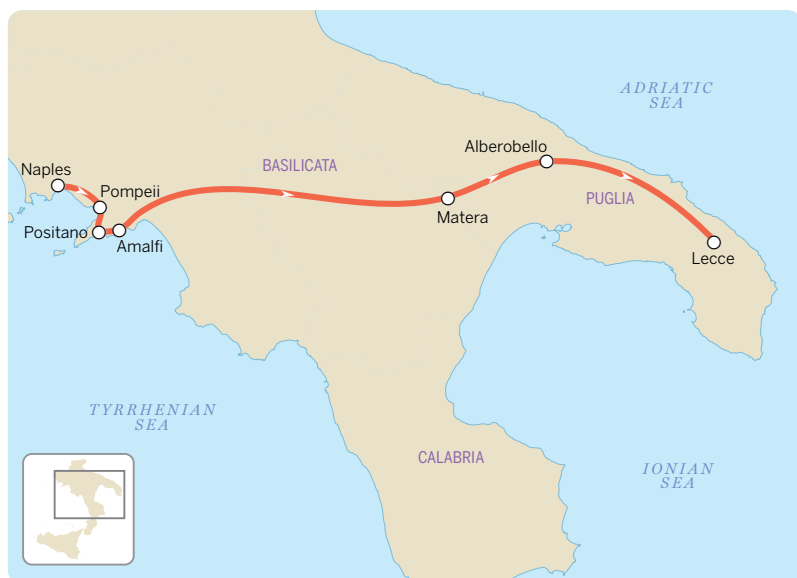 ADRIATIC
SEA
Alberobello
BASILICATA
Naples
Pompeii
PUGLIA
Matera
Positano
Amalfi
Lecce
TYRRHENIAN
SEA
CALABRIA
IONIAN
SEA